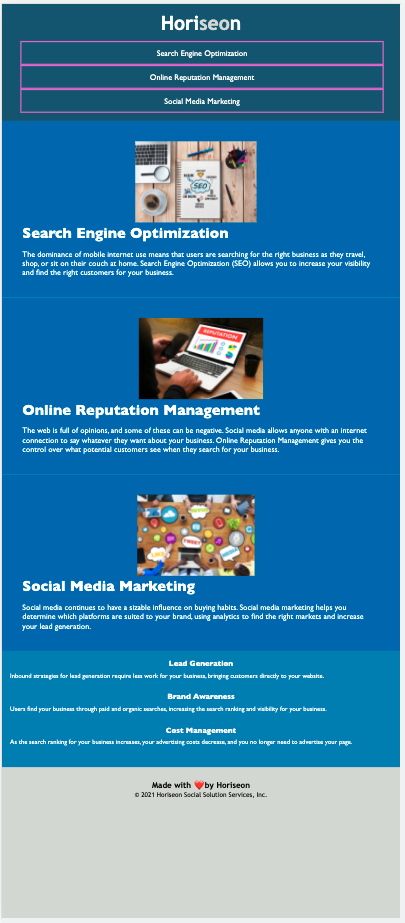 Horiseon
Search Engine Optimization
Online Reputation Management
Social Media Marketing
SEO
Search Engine Optimization
The dominance of mobile internet use means that users are searching for the right business as they travel,
shop, or sit on their couch at home. Search Engine Optimization (SEO) allows you to increase your visibility
and find the right customers for your business.
REPUTATION
Online Reputation Management
The web is full of opinions, and some of these can be negative. Social media allows anyone with an internet
connection to say whatever they want about your business. Online Reputation Management gives you the
control over what potential customers see when they search for your business.
TWEET
Social Media Marketing
Social media continues to have a sizable influence on buying habits. Social media marketing helps you
determine which platforms are suited to your brand, using analytics to find the right markets and increase
your lead generation.
Lead Generation
Inbound strategies for lead generation require less work for your business, bringing customers directly to your website.
Brand Awareness
Users find your business through paid and organic searches, increasing the search ranking and visibility for your business.
Cost Management
As the search ranking for your business increases, your advertising costs decrease, and you no longer need to advertise your page.
Made with ❤️by Horiseon
© 2021 Horiseon Social Solution Services, Inc.